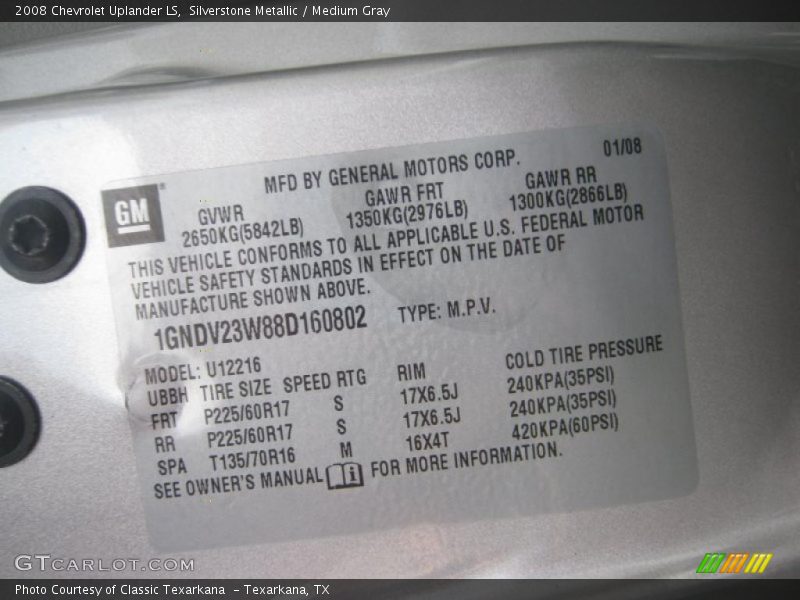 2008 Chevrolet Uplander LS, Silverstone Metallic / Medium Gray
01/08
MFD BY GENERAL MOTORS CORP.
GM
GVWR GAWR FRT GAWR RR
2650KG(5842LB) 1350KG(2976LB) 1300KG(2866LB)
THIS VEHICLE CONFORMS TO ALL APPLICABLE U.S. FEDERAL MOTOR
VEHICLE SAFETY STANDARDS IN EFFECT ON THE DATE OF
MANUFACTURE SHOWN ABOVE.
1GNDV23W88D160802 TYPE: M.P.V.
MODEL: U12216
UBBH TIRE SIZE SPEED RTG RIM COLD TIRE PRESSURE
FRT P225/60R17 S 17X6.5J 240KPA(35PSI)
RR P225/60R17 S 17X6.5J 240KPA(35PSI)
SPA T135/70R16 M 16X4T 420KPA(60PSI)
SEE OWNER'S MANUAL i FOR MORE INFORMATION.
GTCARLOT.COM
Photo Courtesy of Classic Texarkana - Texarkana, TX